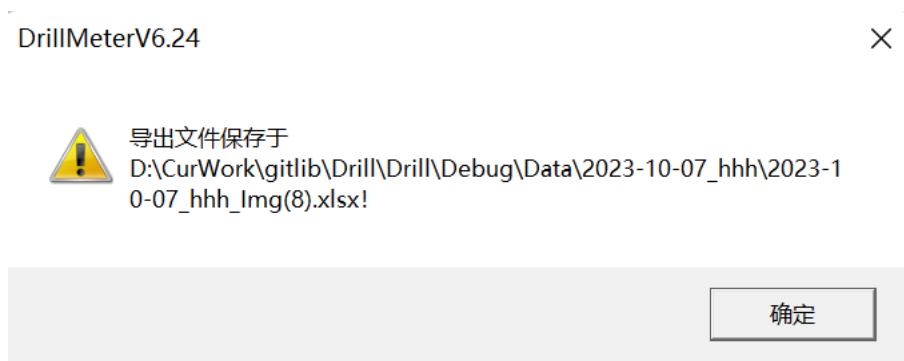 DrillMeterV6.24
导出文件保存于
D:\CurWork\gitlib\Drill\Drill\Debug\Data\2023-10-07_hhh\2023-1
0-07_hhh_Img(8).xlsx!
确定